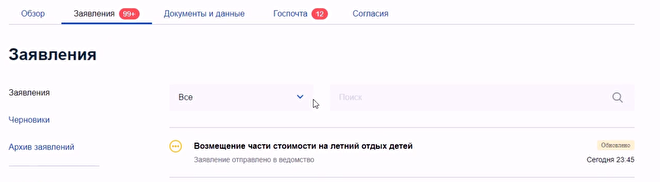 Обзор Заявления 99+ Документы и данные Госпочта 12 Согласия
Заявления
Заявления
Черновики
Архив заявлений
Все
Поиск
Возмещение части стоимости на летний отдых детей
Обновлено
Заявление отправлено в ведомство
Сегодня 23:45